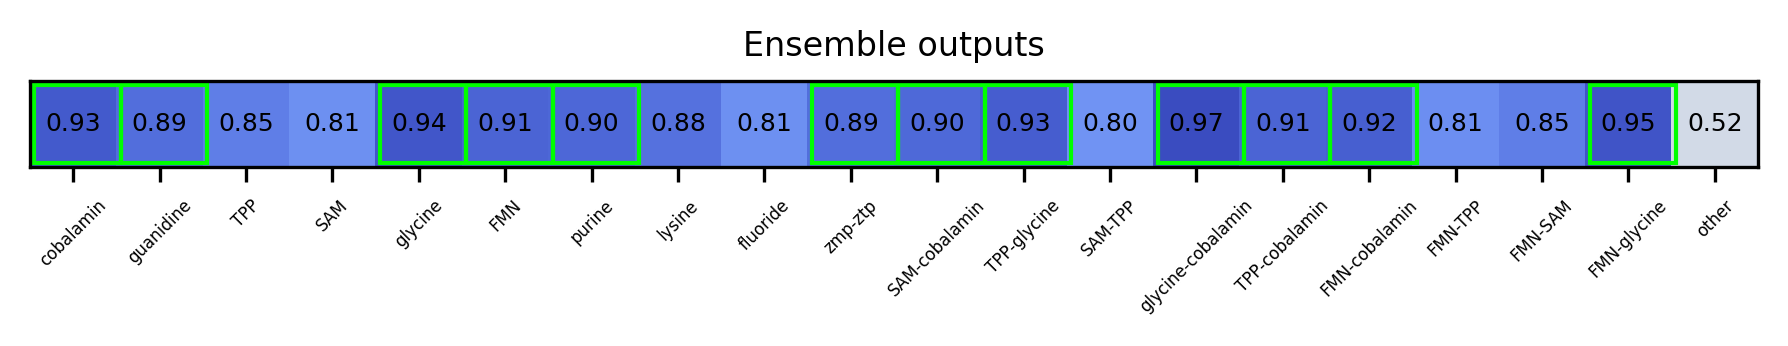 Ensemble outputs
0.93 0.89 0.85 0.81 0.94 0.91 0.90 0.88 0.81 0.89 0.90 0.93 0.80 0.97 0.91 0.92 0.81 0.85 0.95 0.52
cobalamin
guanidine
TPP
SAM
glycine
FMN
purine
lysine
fluoride
zmp-ztp
SAM-cobalamin
TPP-glycine
SAM-TPP
glycine-cobalamin
TPP-cobalamin
FMN-cobalamin
FMN-TPP
FMN-SAM
FMN-glycine
other